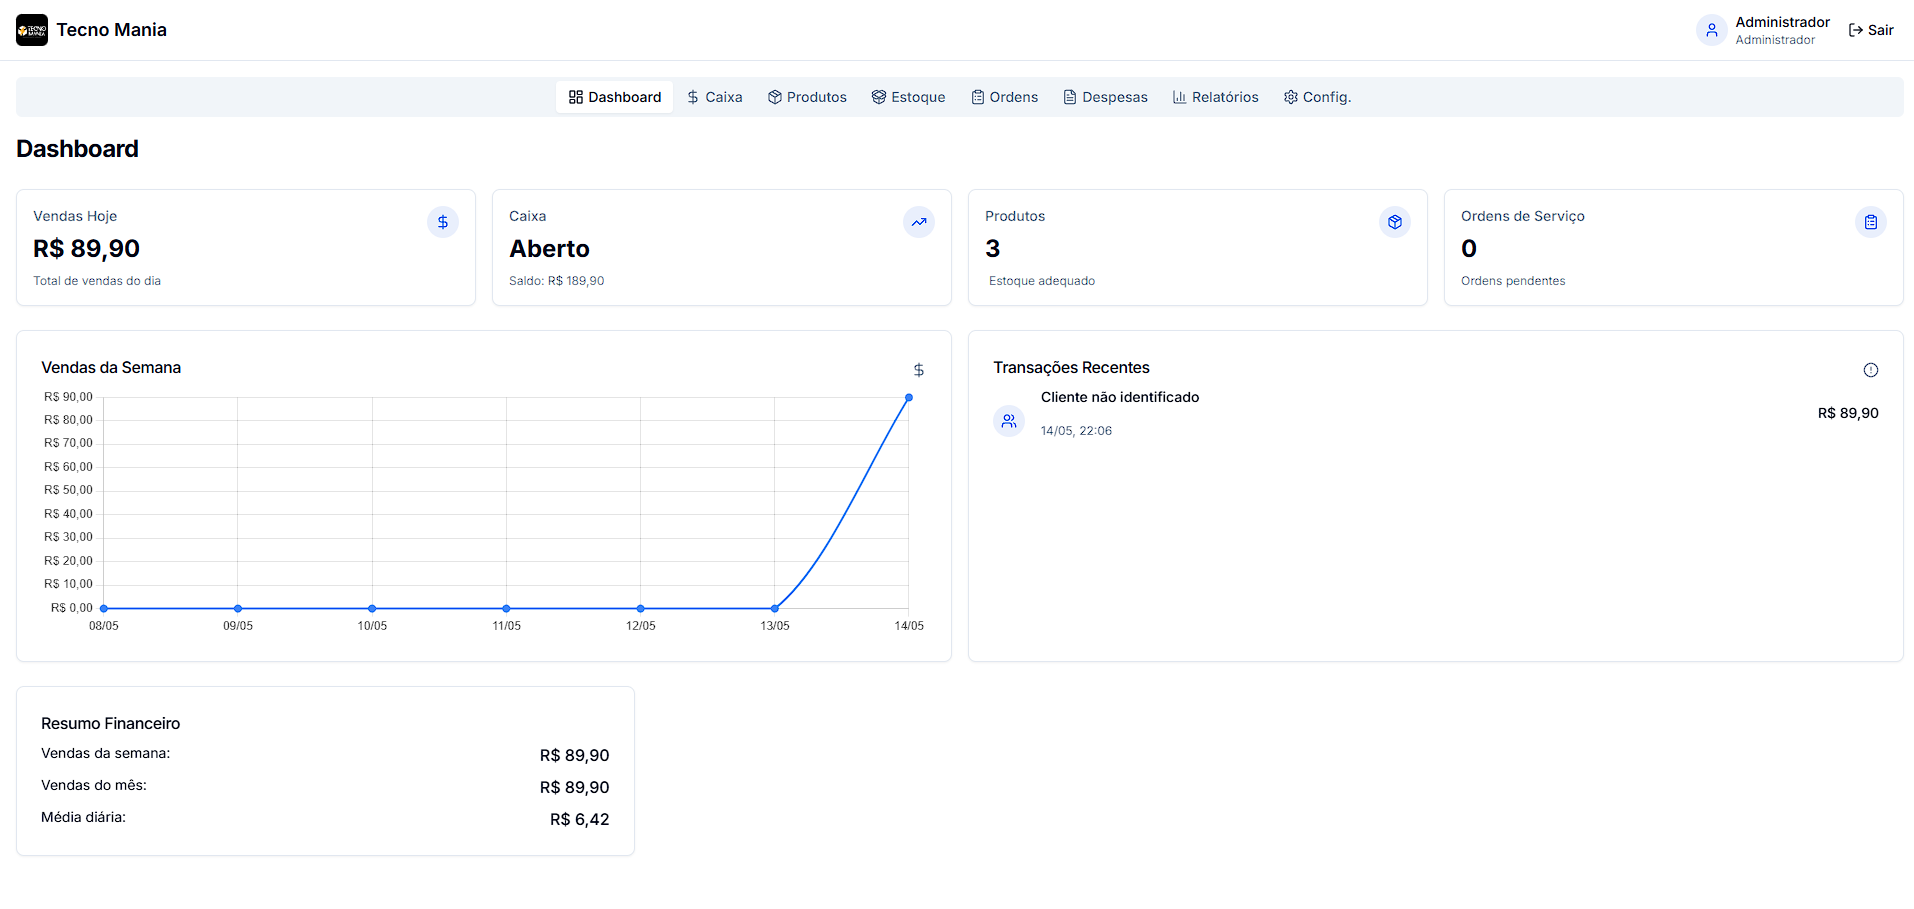 TECNO
MANIA
Tecno Mania
Administrador
Administrador
Sair
Dashboard
Caixa
Produtos
Estoque
Ordens
Despesas
Relatórios
Config.
Dashboard
Vendas Hoje
R$ 89,90
Total de vendas do dia
Caixa
Aberto
Saldo: R$ 189,90
Produtos
3
Estoque adequado
Ordens de Serviço
0
Ordens pendentes
Vendas da Semana
R$ 90,00
R$ 80,00
R$ 70,00
R$ 60,00
R$ 50,00
R$ 40,00
R$ 30,00
R$ 20,00
R$ 10,00
R$ 0,00
08/05 09/05 10/05 11/05 12/05 13/05 14/05
Transações Recentes
Cliente não identificado
R$ 89,90
14/05, 22:06
Resumo Financeiro
Vendas da semana: R$ 89,90
Vendas do mês: R$ 89,90
Média diária: R$ 6,42